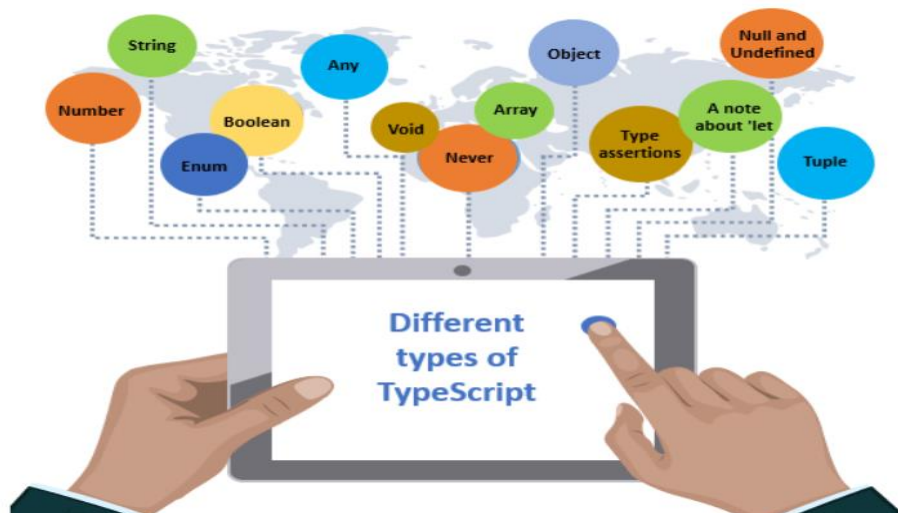 String
Number
Enum
Boolean
Any
Void
Never
Array
Object
Type
assertions
A note
about 'let
Null and
Undefined
Tuple
Different
types of
TypeScript